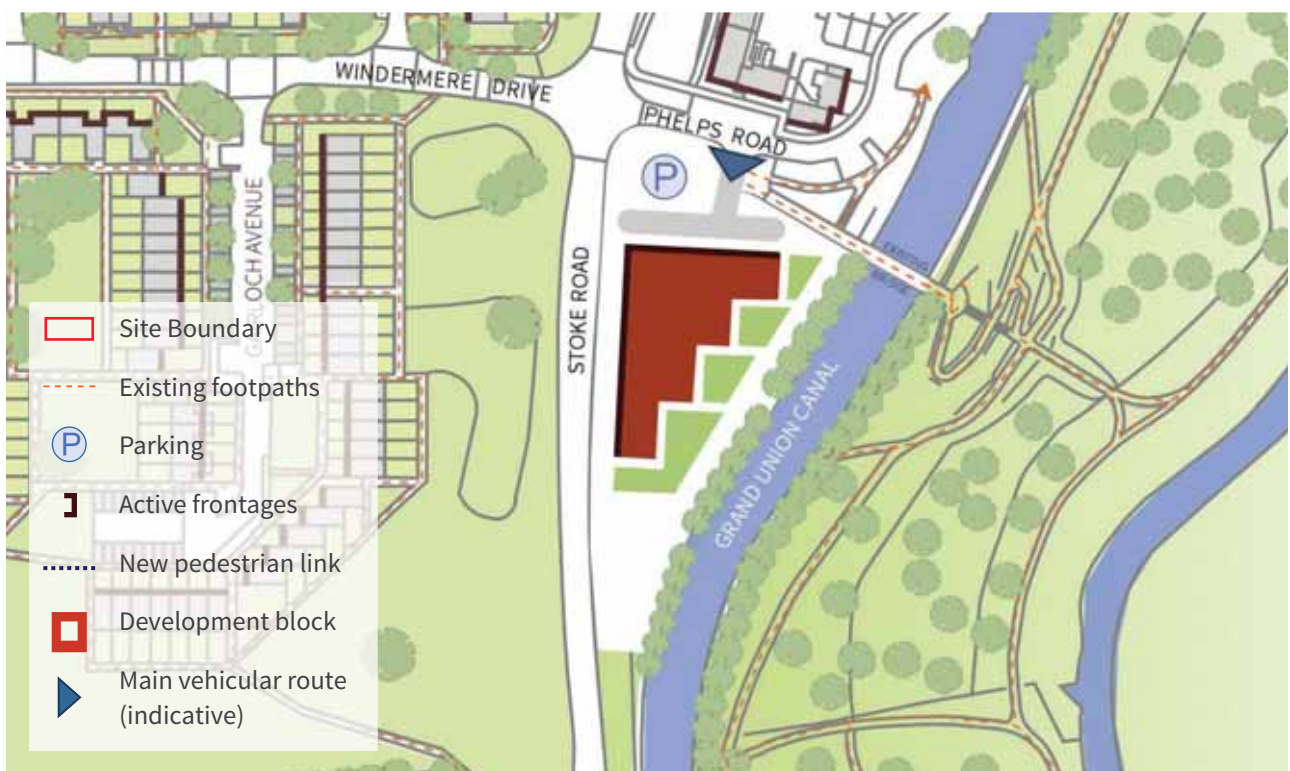 WINDERMERE DRIVE
PHELPS ROAD
P
STOKE ROAD
EXISTING
GRAND UNION CANAL
Site Boundary
Existing footpaths
P
Parking
Active frontages
New pedestrian link
Development block
Main vehicular route
(indicative)